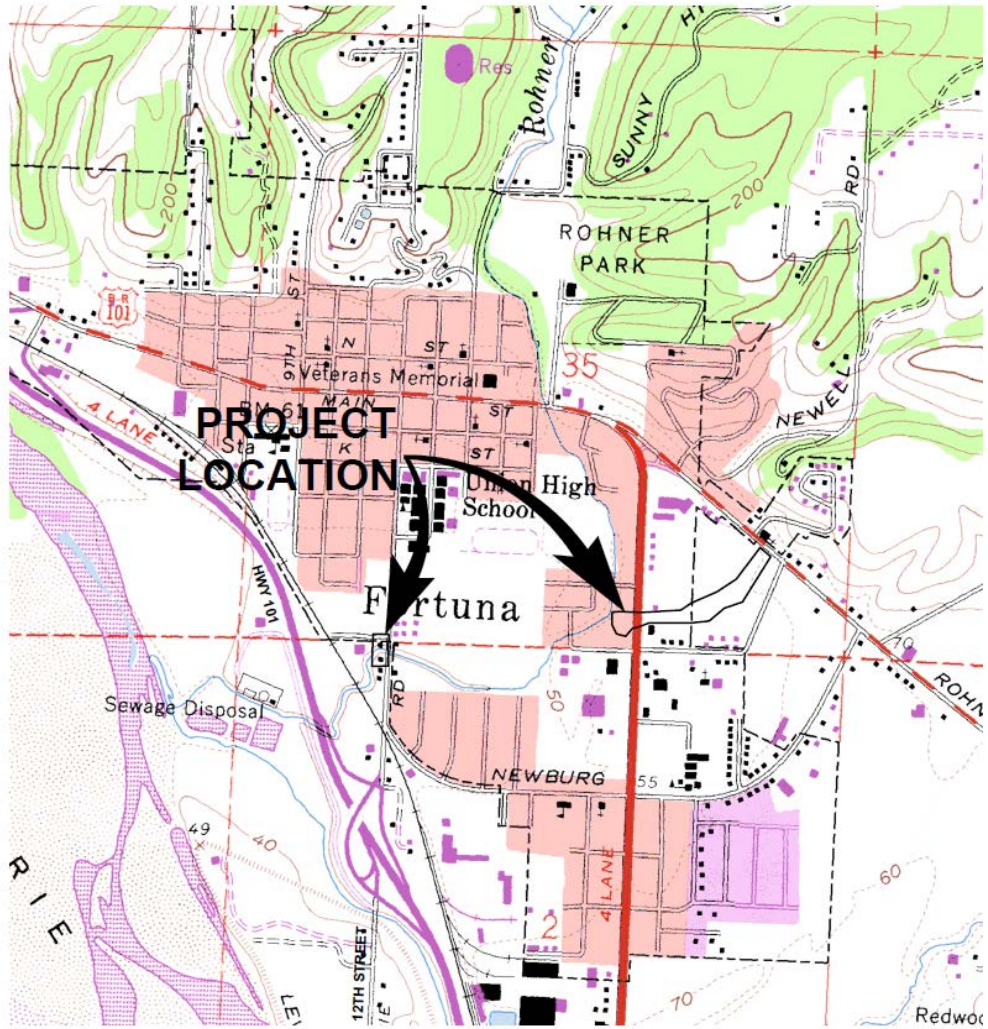 Res
Rohner
SUNNY
200
ROHNER
PARK
200
RD
B-R
101
ST
N
ST
35
Veterans Memorial
MAIN
ST
NEWELL
4 LANE
PROJECT
Sta
K
ST
LOCATION
Union High
School
HWY 101
Fortuna
70
RD
50
Sewage Disposal
NEWBURG
55
49
40
60
4 LANE
2
R I E
12TH STREET
70